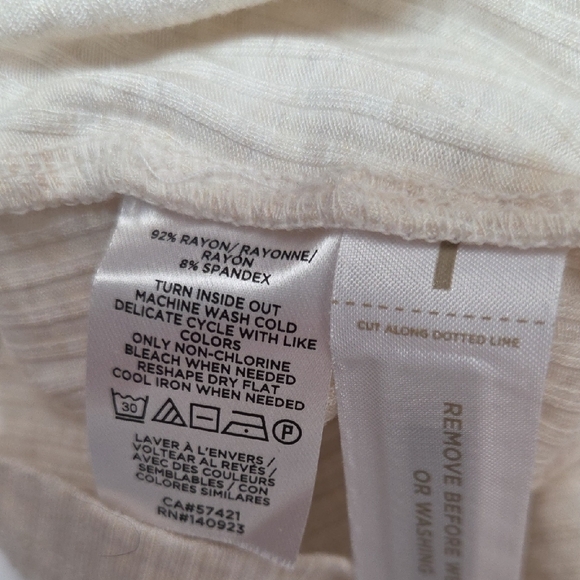 92% RAYON/RAYONNE/
RAYON
8% SPANDEX
TURN INSIDE OUT
MACHINE WASH COLD
DELICATE CYCLE WITH LIKE
COLORS
ONLY NON-CHLORINE
BLEACH WHEN NEEDED
RESHAPE DRY FLAT
COOL IRON WHEN NEEDED
30 P
LAVER À L'ENVERS/
VOLTEAR AL REVÉS/
AVEC DES COULEURS
SEMBLABLES/CON
COLORES SIMILARES
CA#57421
RN#140923
CUT ALONG DOTTED LINE
REMOVE BEFORE
OR WASHING